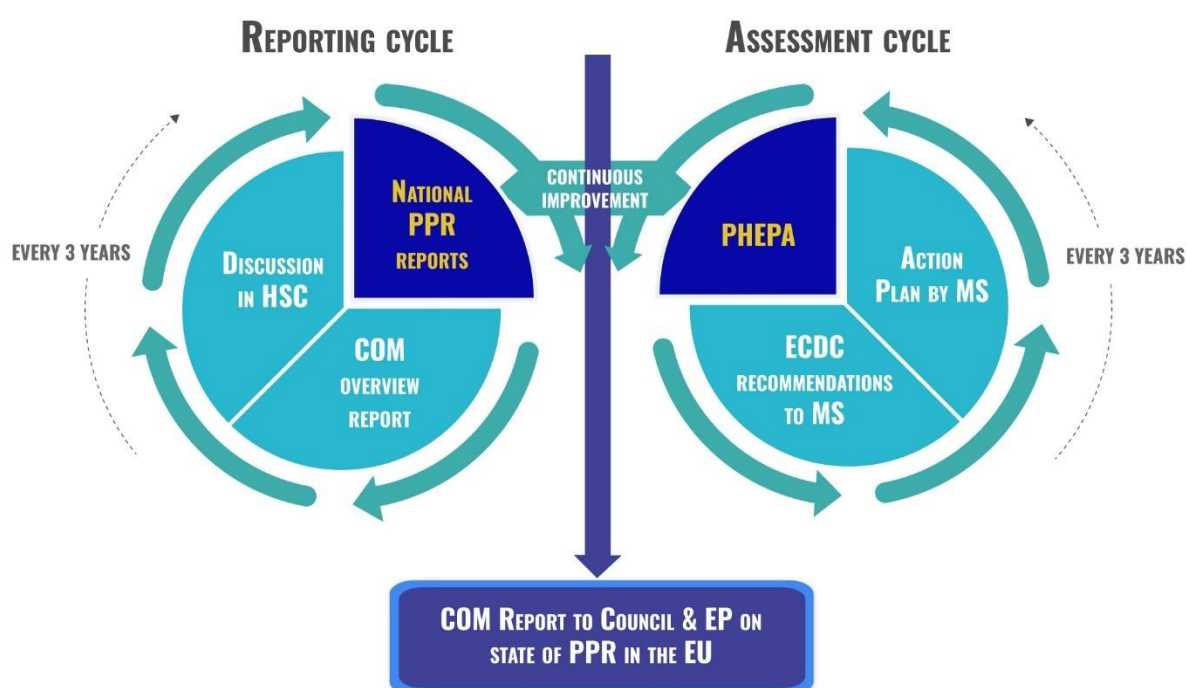 Reporting cycle
Assessment cycle
EVERY 3 YEARS
National
PPR
reports
Discussion
in HSC
COM
overview
report
CONTINUOUS
IMPROVEMENT
PHEPA
Action
Plan by MS
ECDC
recommendations
to MS
EVERY 3 YEARS
COM Report to Council & EP on
state of PPR in the EU